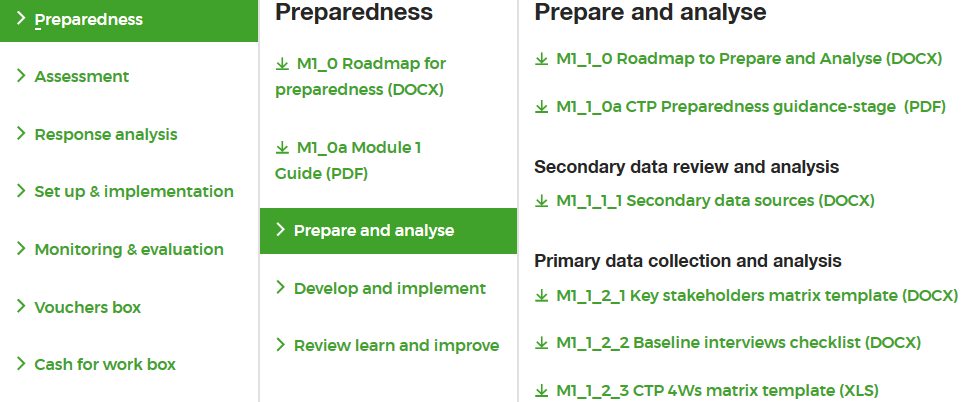 Preparedness
Assessment
Response analysis
Set up & implementation
Monitoring & evaluation
Vouchers box
Cash for work box
Preparedness
M1_0 Roadmap for
preparedness (DOCX)
M1_0a Module 1
Guide (PDF)
Prepare and analyse
Develop and implement
Review learn and improve
Prepare and analyse
M1_1_0 Roadmap to Prepare and Analyse (DOCX)
M1_1_0a CTP Preparedness guidance-stage (PDF)
Secondary data review and analysis
M1_1_1_1 Secondary data sources (DOCX)
Primary data collection and analysis
M1_1_2_1 Key stakeholders matrix template (DOCX)
M1_1_2_2 Baseline interviews checklist (DOCX)
M1_1_2_3 CTP 4Ws matrix template (XLS)